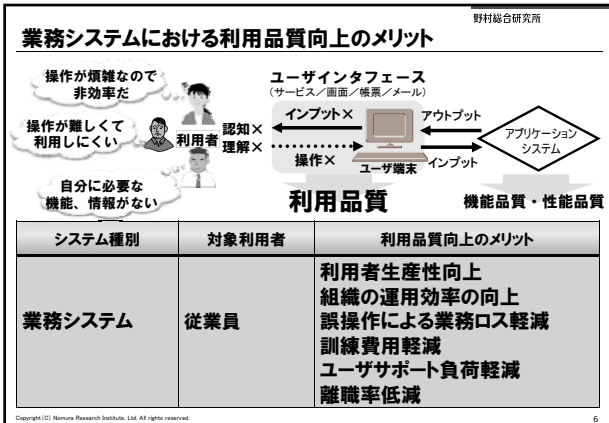 野村総合研究所
業務システムにおける利用品質向上のメリット
操作が煩雑なので
非効率だ
操作が難しくて
利用しにくい
自分に必要な
機能、情報がない
利用者
認知×
理解×
ユーザインタフェース
(サービス／画面／帳票／メール)
インプット×
操作×
ユーザ端末
アウトプット
インプット
アプリケーション
システム
利用品質
機能品質・性能品質
システム種別
対象利用者
利用品質向上のメリット
業務システム
従業員
利用者生産性向上
組織の運用効率の向上
誤操作による業務ロス軽減
訓練費用軽減
ユーザサポート負荷軽減
離職率低減
Copyright (C) Nomura Research Institute, Ltd. All rights reserved.
6